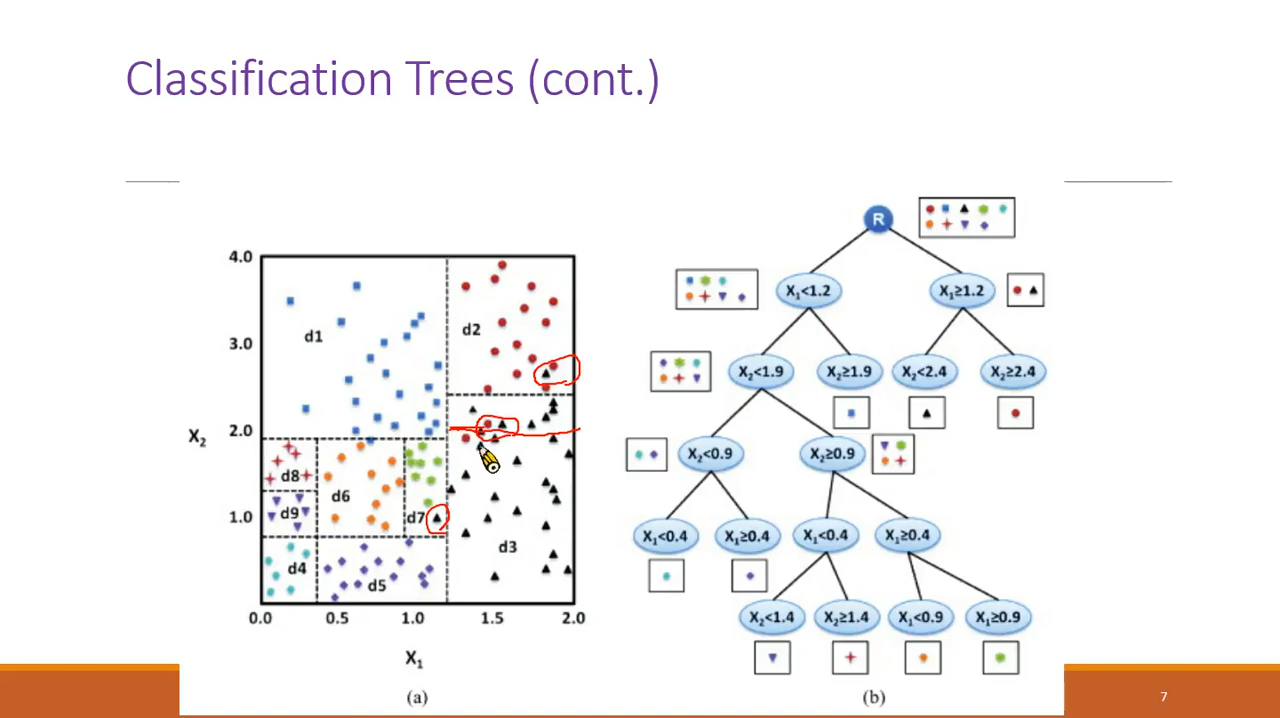 Classification Trees (cont.)
4.0
3.0
2.0
1.0
X₂
d1
d2
d8
d6
d9
d7
d3
d4
d5
0.0 0.5 1.0 1.5 2.0
X₁
(a)
R
X₁<1.2 X₁≥1.2
X₂<1.9 X₂≥1.9 X₂<2.4 X₂≥2.4
X₂<0.9 X₂≥0.9
X₁<0.4 X₁≥0.4 X₁<0.4 X₁≥0.4
X₂<1.4 X₂≥1.4 X₁<0.9 X₁≥0.9
(b)
7